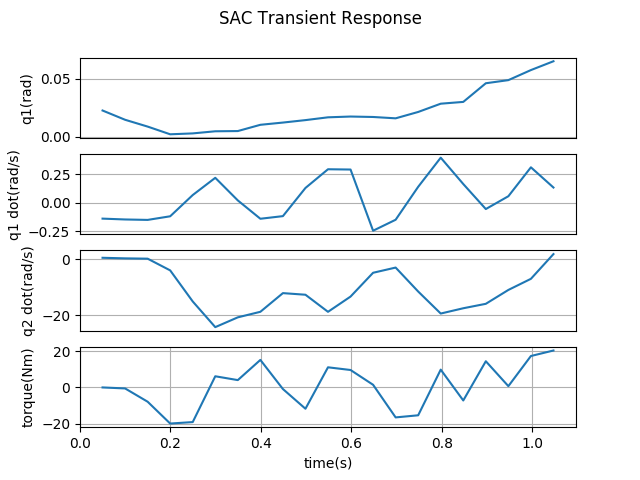 SAC Transient Response
0.05
0.00
q1(rad)
0.25
0.00
−0.25
q1 dot(rad/s)
0
−20
q2 dot(rad/s)
20
0
−20
torque(Nm)
0.0 0.2 0.4 0.6 0.8 1.0
time(s)